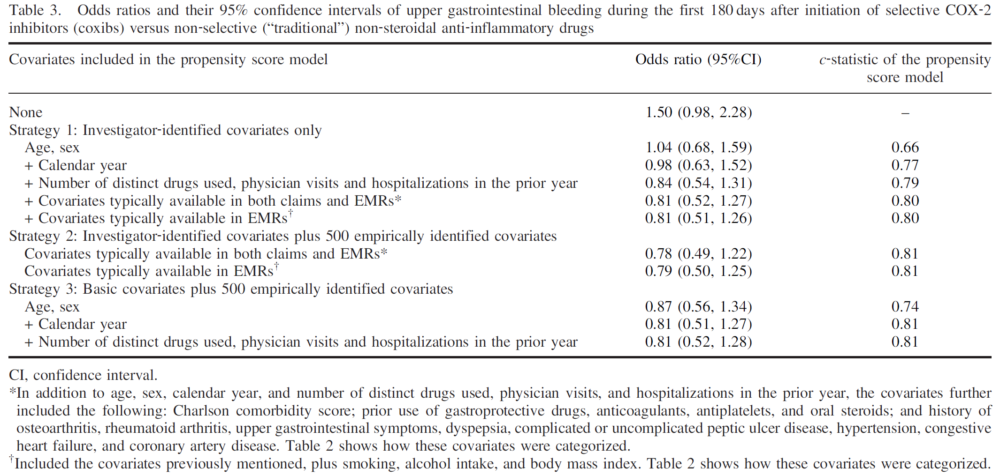 Table 3. Odds ratios and their 95% confidence intervals of upper gastrointestinal bleeding during the first 180 days after initiation of selective COX-2
inhibitors (coxibs) versus non-selective (“traditional”) non-steroidal anti-inflammatory drugs
Covariates included in the propensity score model Odds ratio (95%CI) c-statistic of the propensity
score model
None 1.50 (0.98, 2.28) –
Strategy 1: Investigator-identified covariates only
Age, sex 1.04 (0.68, 1.59) 0.66
+ Calendar year 0.98 (0.63, 1.52) 0.77
+ Number of distinct drugs used, physician visits and hospitalizations in the prior year 0.84 (0.54, 1.31) 0.79
+ Covariates typically available in both claims and EMRs* 0.81 (0.52, 1.27) 0.80
+ Covariates typically available in EMRs† 0.81 (0.51, 1.26) 0.80
Strategy 2: Investigator-identified covariates plus 500 empirically identified covariates
Covariates typically available in both claims and EMRs* 0.78 (0.49, 1.22) 0.81
Covariates typically available in EMRs† 0.79 (0.50, 1.25) 0.81
Strategy 3: Basic covariates plus 500 empirically identified covariates
Age, sex 0.87 (0.56, 1.34) 0.74
+ Calendar year 0.81 (0.51, 1.27) 0.81
+ Number of distinct drugs used, physician visits and hospitalizations in the prior year 0.81 (0.52, 1.28) 0.81
CI, confidence interval.
*In addition to age, sex, calendar year, and number of distinct drugs used, physician visits, and hospitalizations in the prior year, the covariates further
included the following: Charlson comorbidity score; prior use of gastroprotective drugs, anticoagulants, antiplatelets, and oral steroids; and history of
osteoarthritis, rheumatoid arthritis, upper gastrointestinal symptoms, dyspepsia, complicated or uncomplicated peptic ulcer disease, hypertension, congestive
heart failure, and coronary artery disease. Table 2 shows how these covariates were categorized.
†Included the covariates previously mentioned, plus smoking, alcohol intake, and body mass index. Table 2 shows how these covariates were categorized.